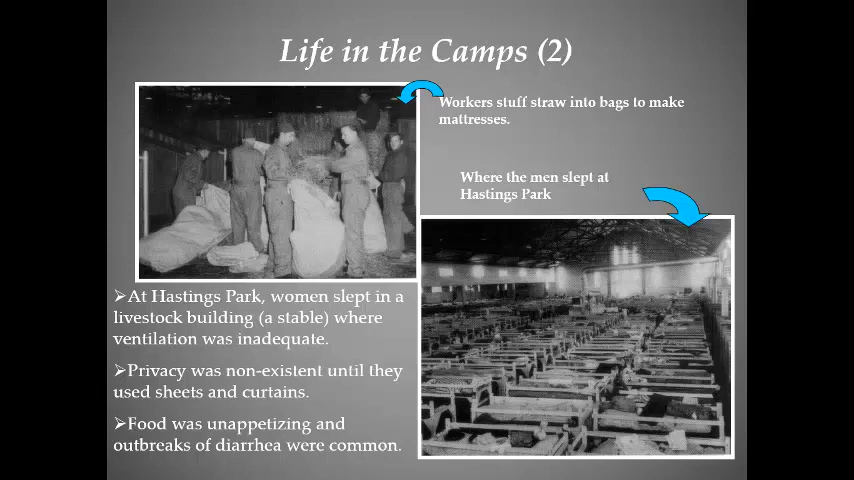 Life in the Camps (2)
Workers stuff straw into bags to make
mattresses.
Where the men slept at
Hastings Park
➢At Hastings Park, women slept in a
livestock building (a stable) where
ventilation was inadequate.
➢Privacy was non-existent until they
used sheets and curtains.
➢Food was unappetizing and
outbreaks of diarrhea were common.